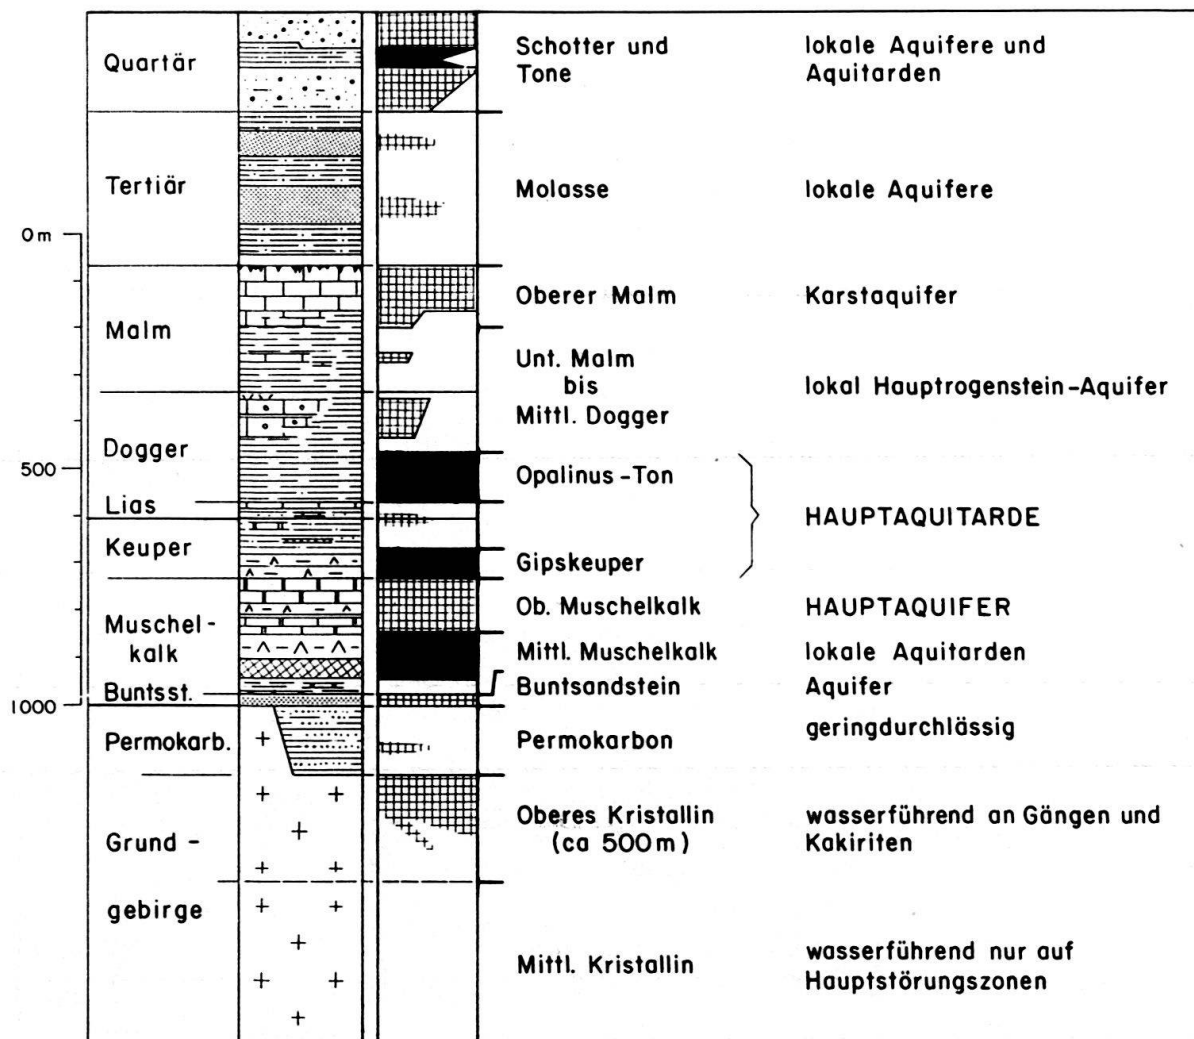 Quartär
Schotter und
Tone
lokale Aquifere und
Aquitarden
Tertiär
Molasse
lokale Aquifere
0 m
Oberer Malm
Karstaquifer
Malm
Unt. Malm
bis
Mittl. Dogger
lokal Hauptrogenstein-Aquifer
Dogger
500
Opalinus-Ton
Lias
HAUPTAQUITARDE
Keuper
Gipskeuper
Ob. Muschelkalk
HAUPTAQUIFER
Muschel-
kalk
Mittl. Muschelkalk
lokale Aquitarden
Buntsst.
Buntsandstein
Aquifer
1000
Permokarb.
Permokarbon
geringdurchlässig
Oberes Kristallin
(ca 500m)
wasserführend an Gängen und
Kakiriten
Grund-
gebirge
Mittl. Kristallin
wasserführend nur auf
Hauptstörungszonen